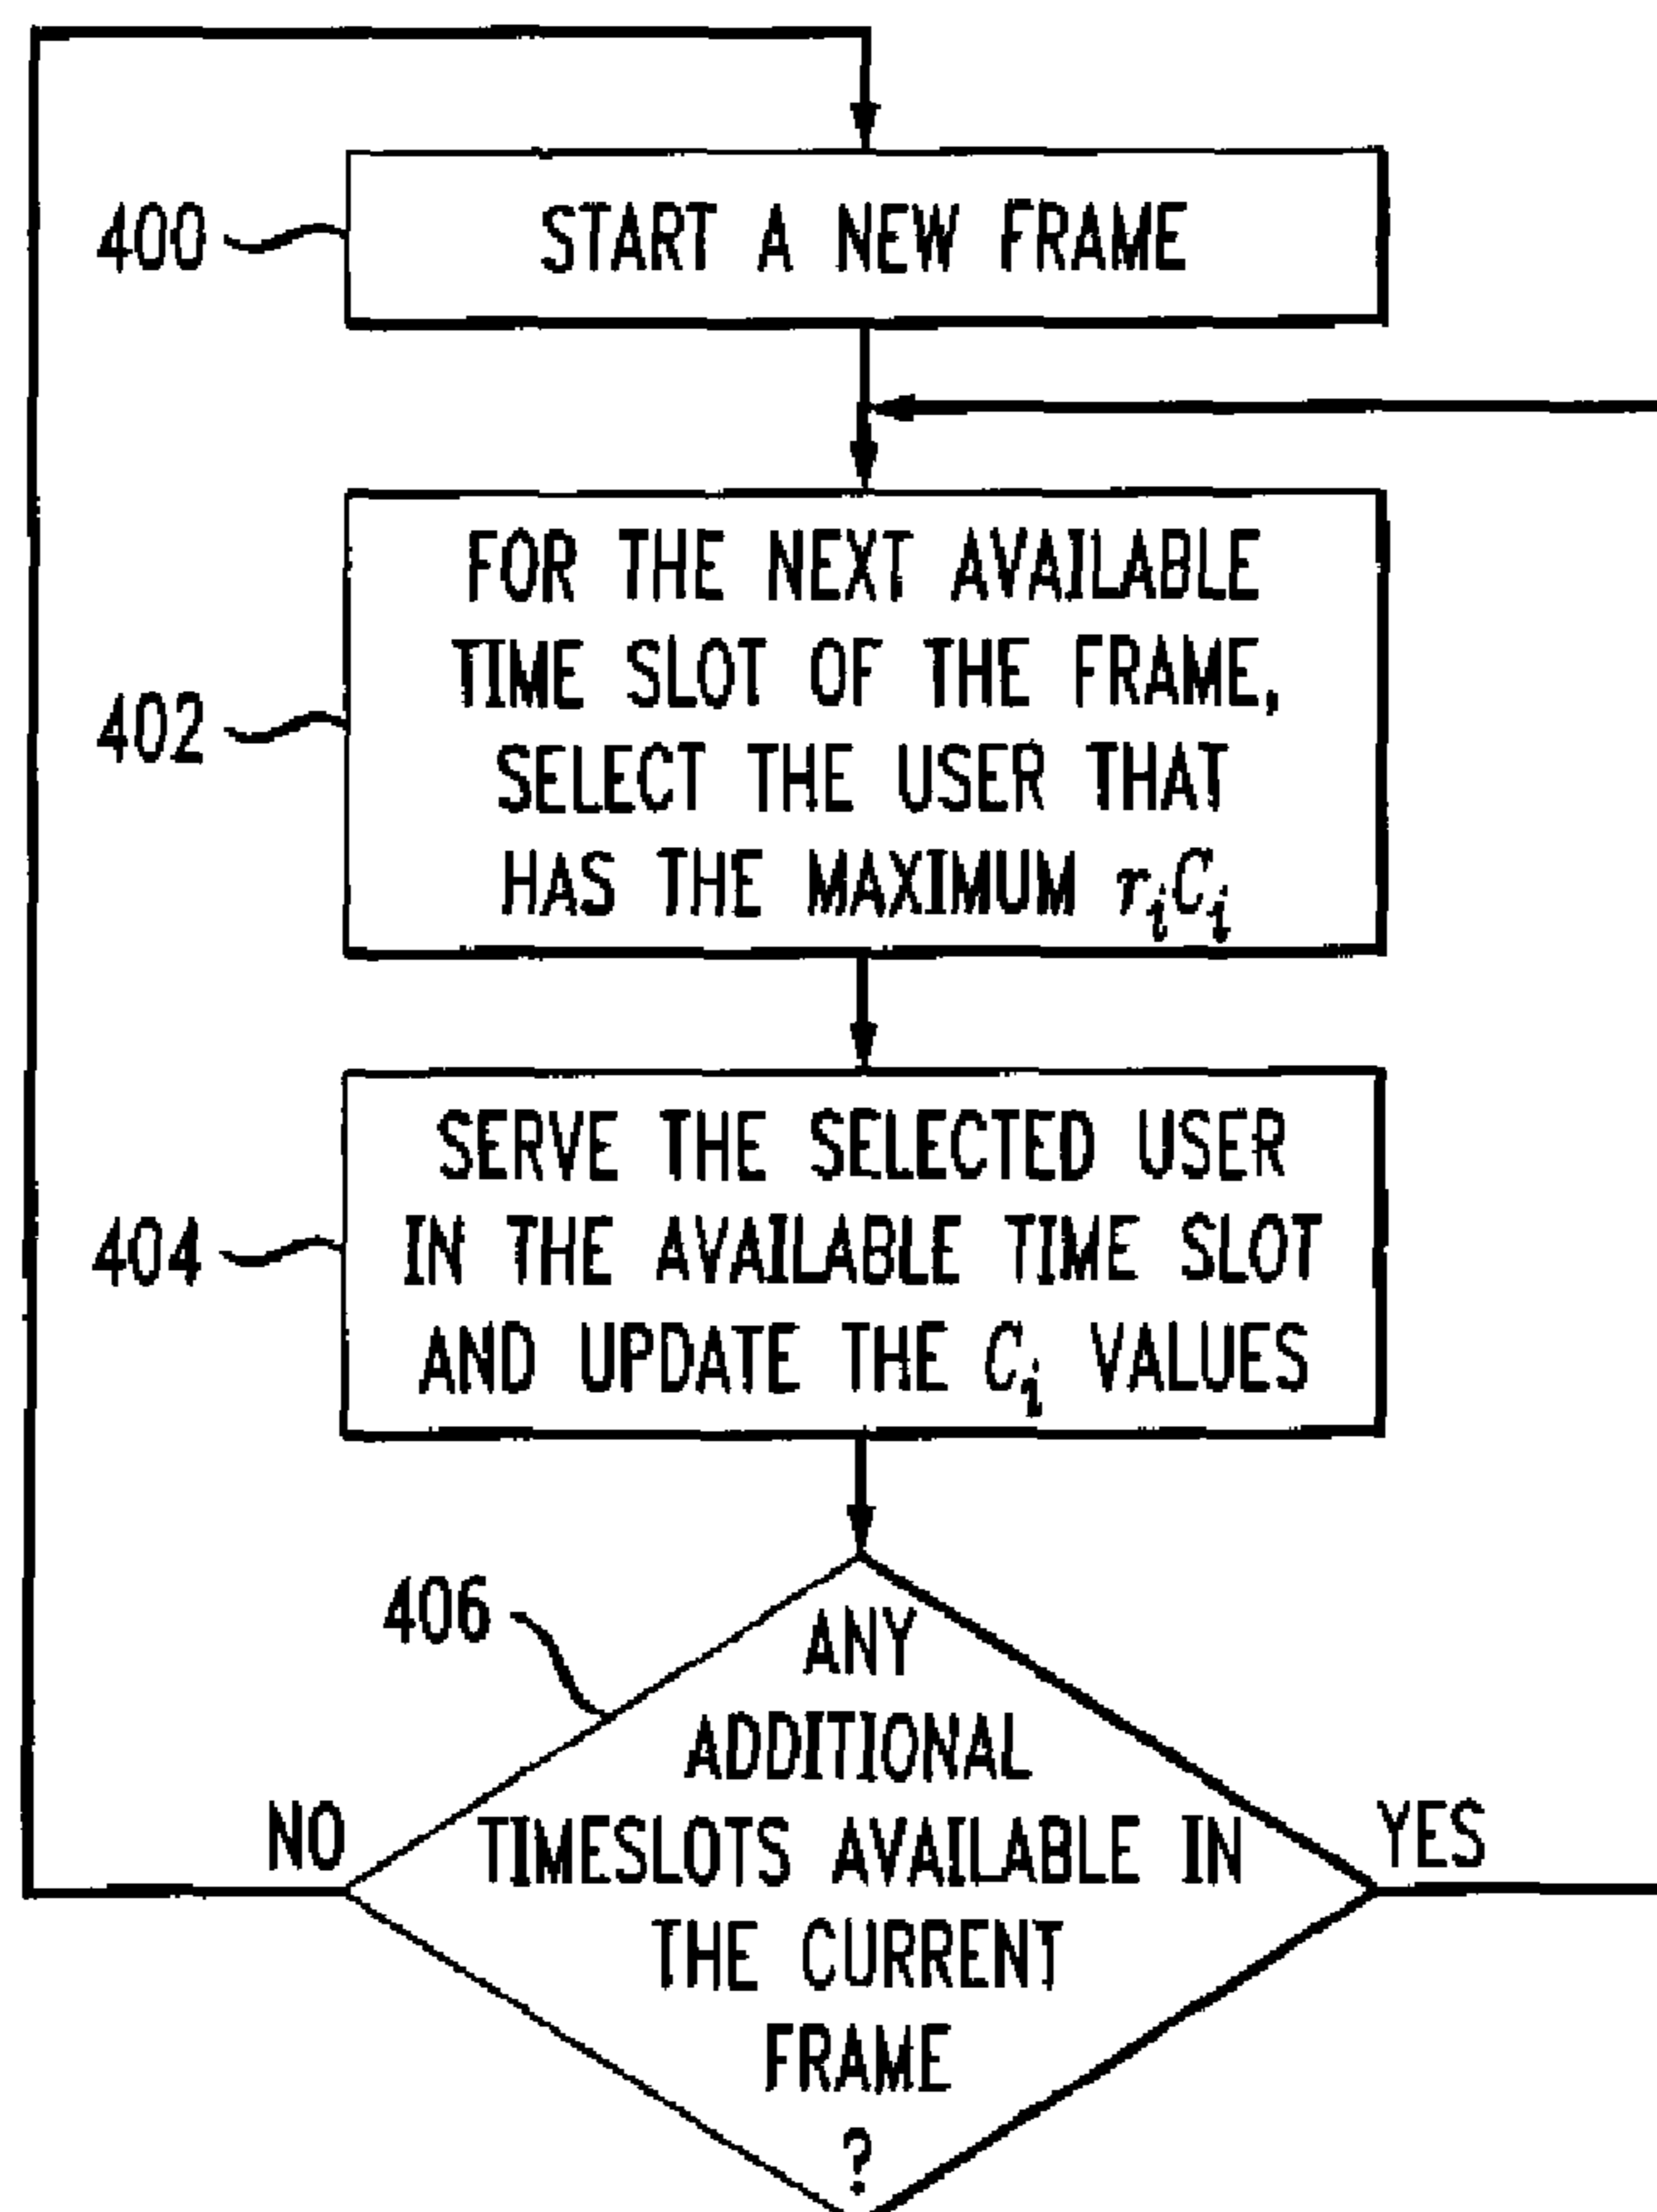 400
START A NEW FRAME
402
FOR THE NEXT AVAILABLE
TIME SLOT OF THE FRAME,
SELECT THE USER THAT
HAS THE MAXIMUM r_i C_i
404
SERVE THE SELECTED USER
IN THE AVAILABLE TIME SLOT
AND UPDATE THE C_i VALUES
406
ANY
ADDITIONAL
TIMESLOTS AVAILABLE IN
THE CURRENT
FRAME
?
NO
YES